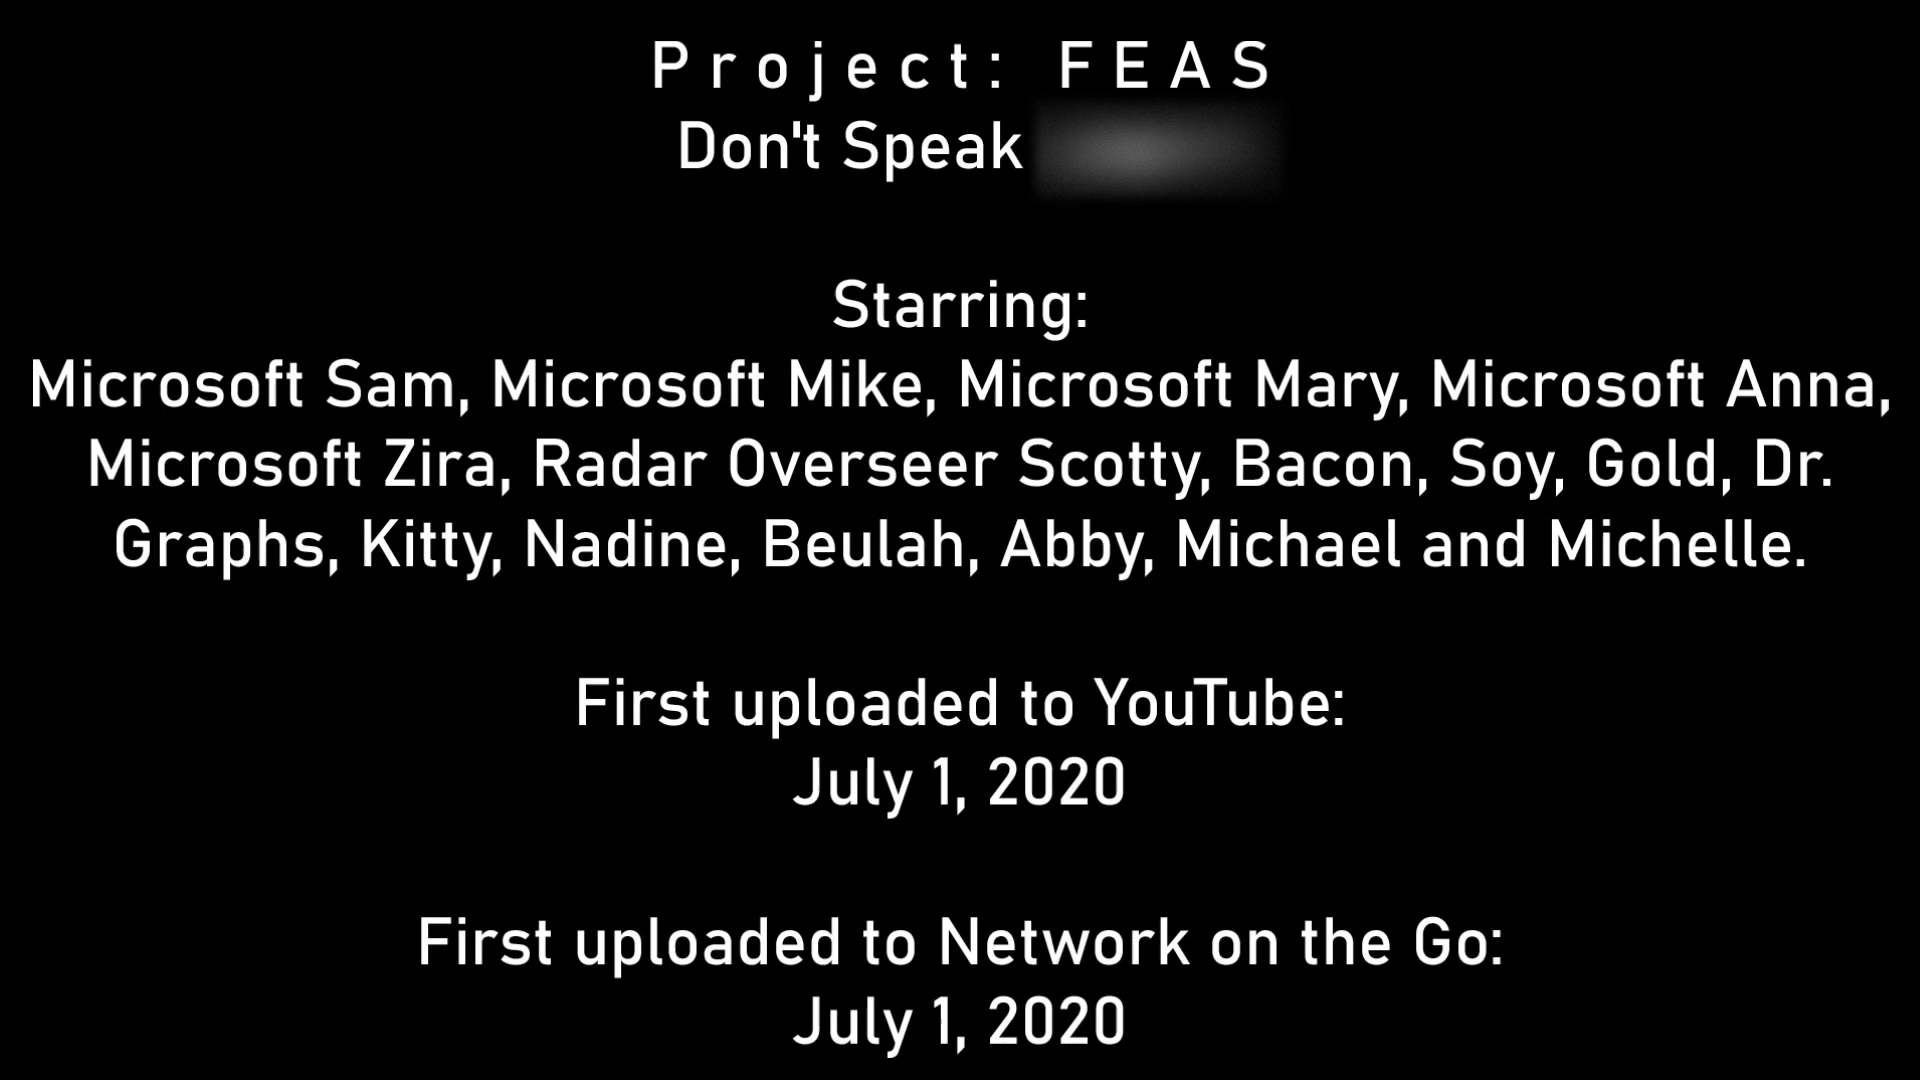 Project: FEAS
Don't Speak
Starring:
Microsoft Sam, Microsoft Mike, Microsoft Mary, Microsoft Anna,
Microsoft Zira, Radar Overseer Scotty, Bacon, Soy, Gold, Dr.
Graphs, Kitty, Nadine, Beulah, Abby, Michael and Michelle.
First uploaded to YouTube:
July 1, 2020
First uploaded to Network on the Go:
July 1, 2020